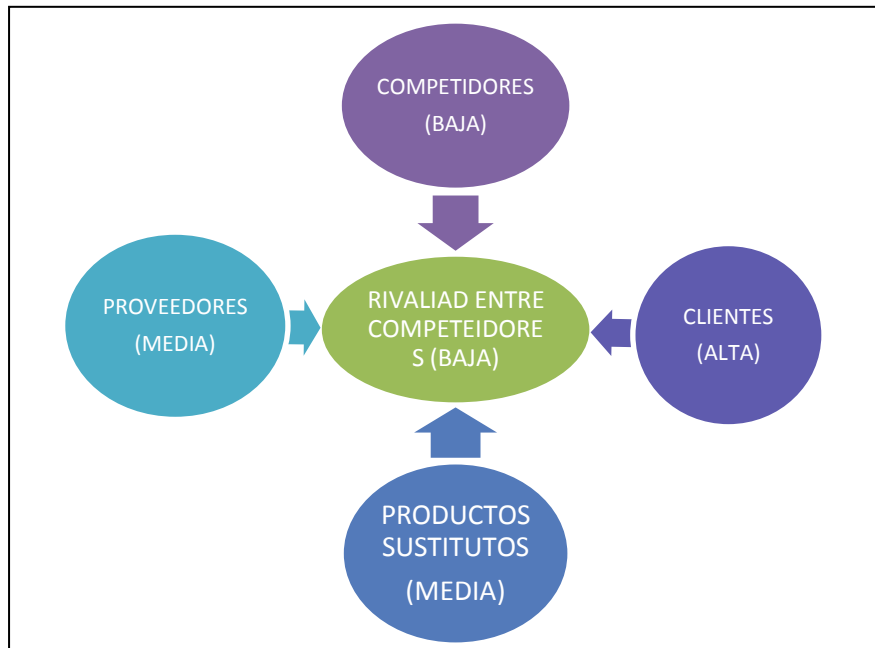 COMPETIDORES
(BAJA)
PROVEEDORES
(MEDIA)
RIVALIAD ENTRE
COMPETEIDORE
S (BAJA)
CLIENTES
(ALTA)
PRODUCTOS
SUSTITUTOS
(MEDIA)